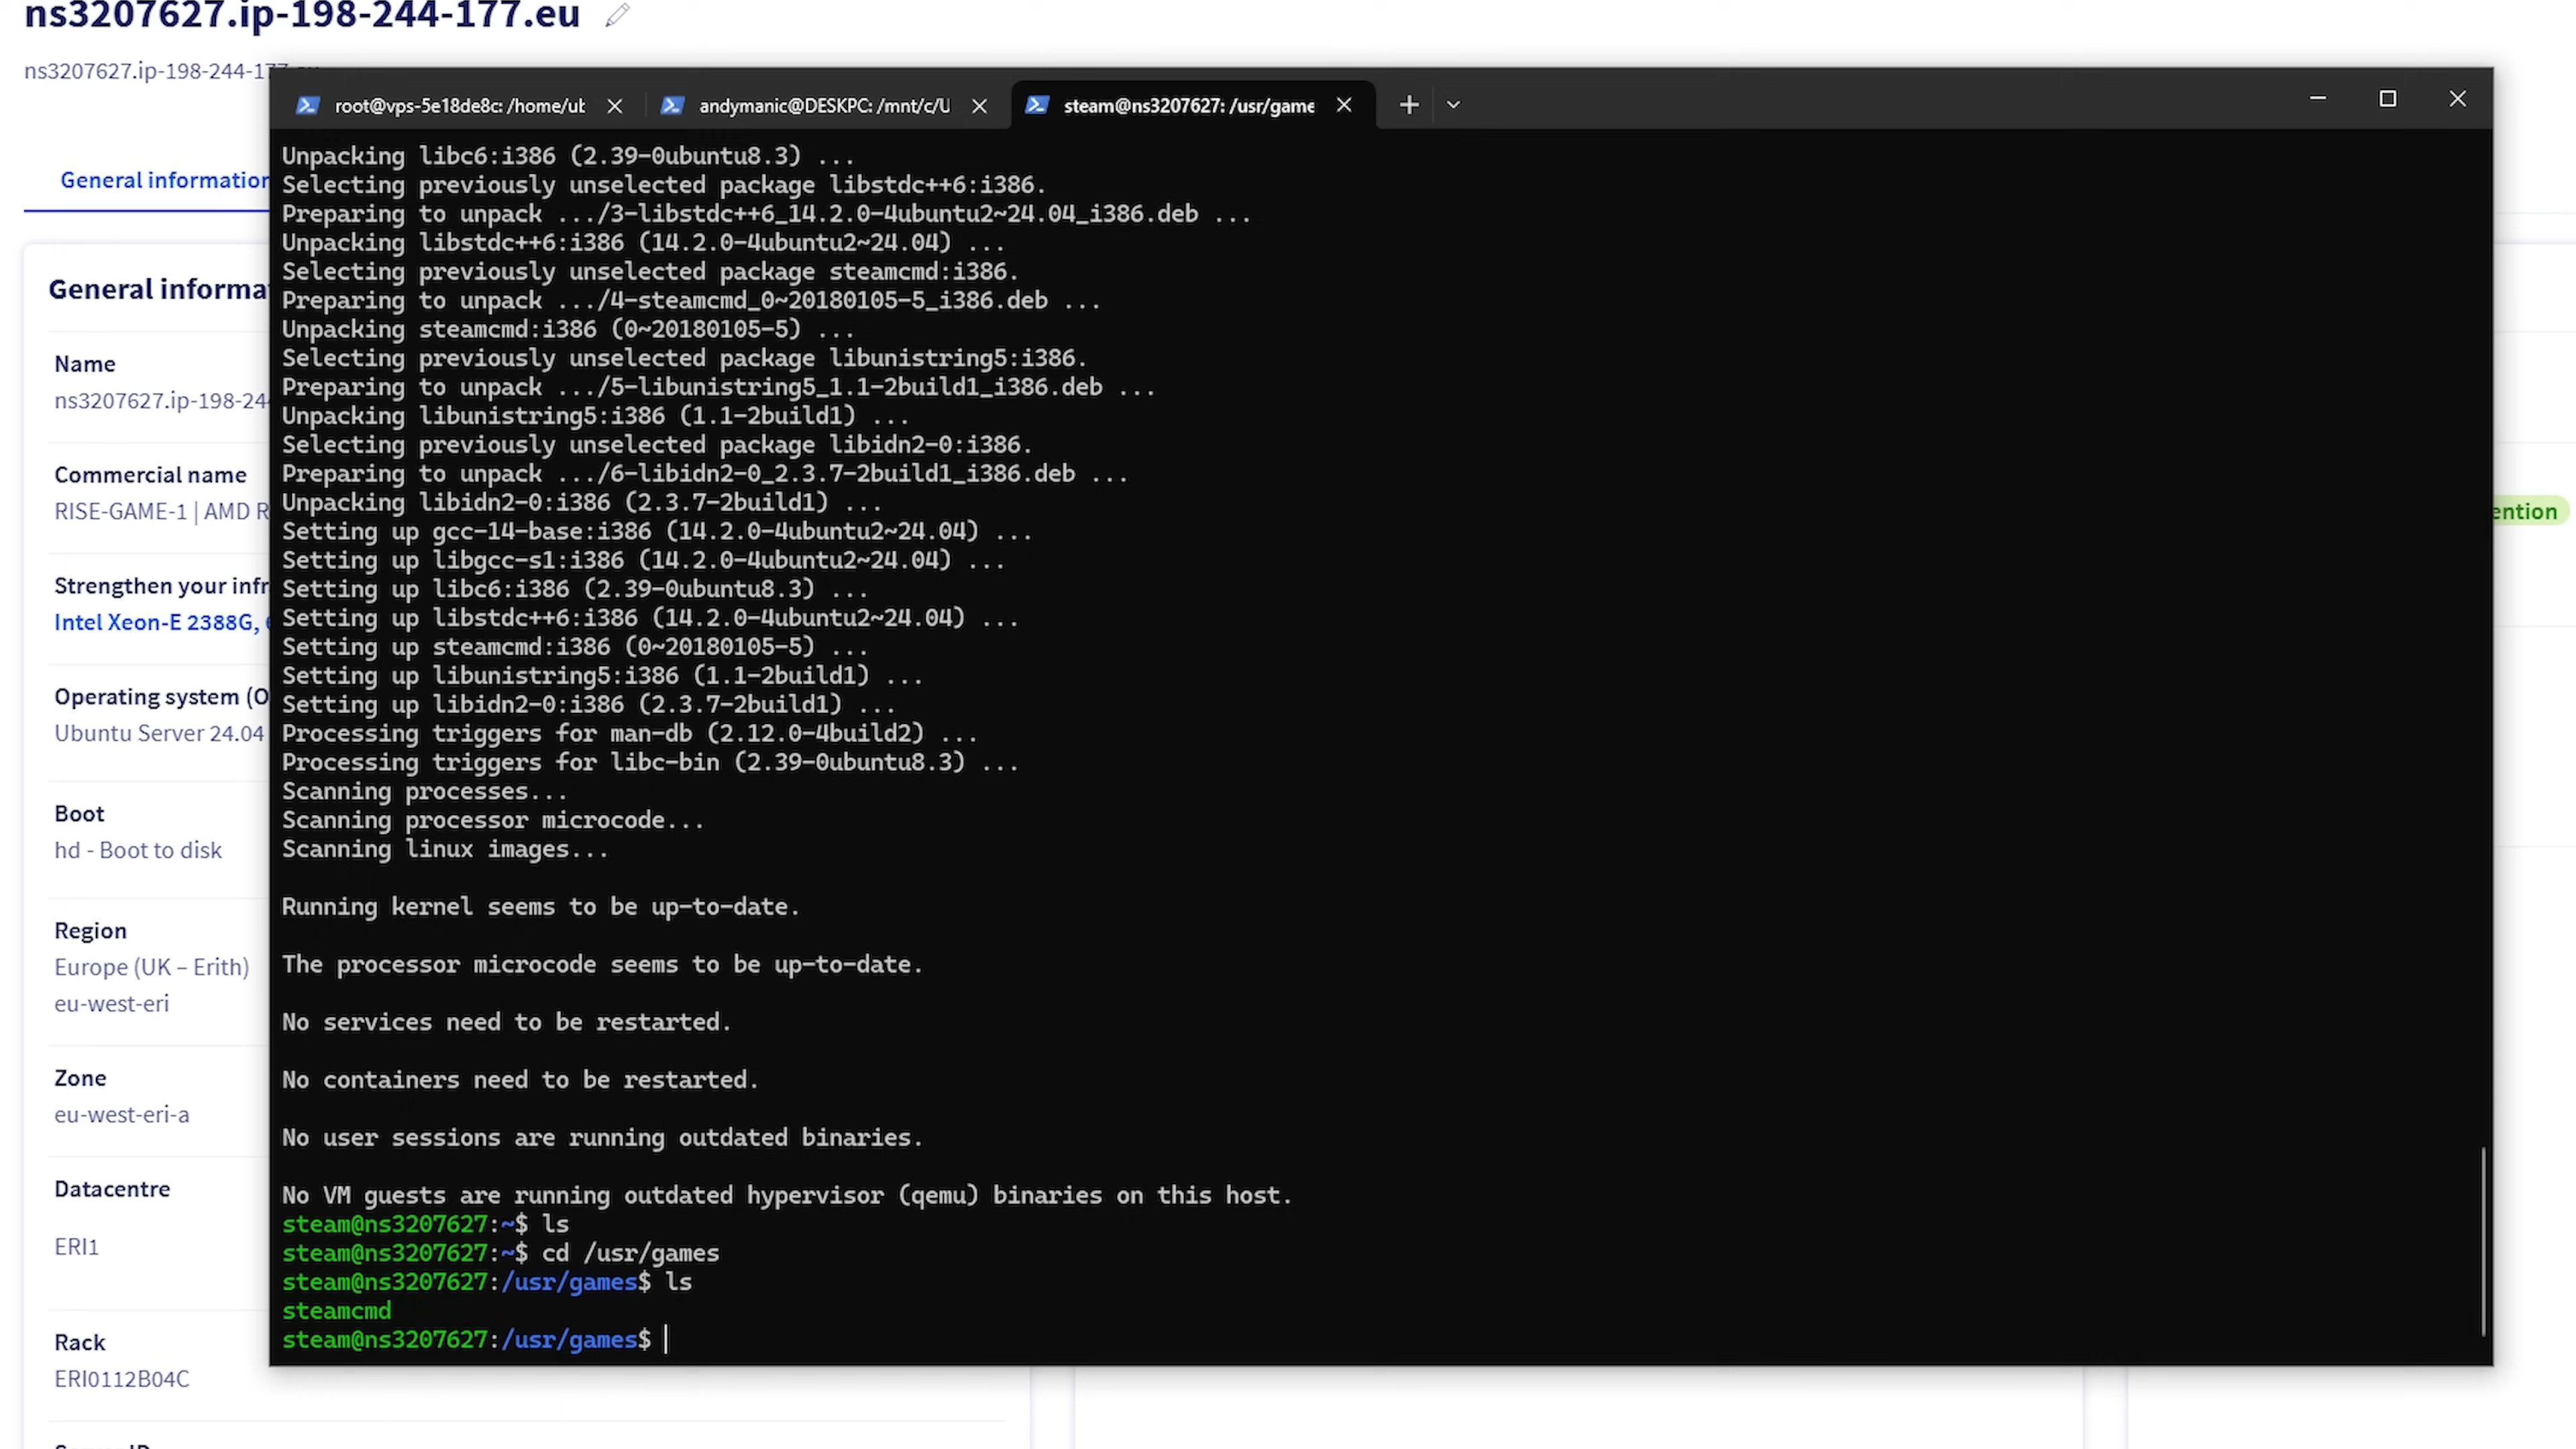 ns3207627.ip-198-244-177.eu
ns3207627.ip-198-244-177.eu
root@vps-5e18de8c: /home/ub
andymanic@DESKPC: /mnt/c/U
steam@ns3207627: /usr/game
General information
General informa
Name
ns3207627.ip-198-244
Commercial name
RISE-GAME-1 | AMD R
Strengthen your infr
Intel Xeon-E 2388G, 6
Operating system (O
Ubuntu Server 24.04
Boot
hd - Boot to disk
Region
Europe (UK – Erith)
eu-west-eri
Zone
eu-west-eri-a
Datacentre
ERI1
Rack
ERI0112B04C
Unpacking libc6:i386 (2.39-0ubuntu8.3) ...
Selecting previously unselected package libstdc++6:i386.
Preparing to unpack .../3-libstdc++6_14.2.0-4ubuntu2~24.04_i386.deb ...
Unpacking libstdc++6:i386 (14.2.0-4ubuntu2~24.04) ...
Selecting previously unselected package steamcmd:i386.
Preparing to unpack .../4-steamcmd_0~20180105-5_i386.deb ...
Unpacking steamcmd:i386 (0~20180105-5) ...
Selecting previously unselected package libunistring5:i386.
Preparing to unpack .../5-libunistring5_1.1-2build1_i386.deb ...
Unpacking libunistring5:i386 (1.1-2build1) ...
Selecting previously unselected package libidn2-0:i386.
Preparing to unpack .../6-libidn2-0_2.3.7-2build1_i386.deb ...
Unpacking libidn2-0:i386 (2.3.7-2build1) ...
Setting up gcc-14-base:i386 (14.2.0-4ubuntu2~24.04) ...
Setting up libgcc-s1:i386 (14.2.0-4ubuntu2~24.04) ...
Setting up libc6:i386 (2.39-0ubuntu8.3) ...
Setting up libstdc++6:i386 (14.2.0-4ubuntu2~24.04) ...
Setting up steamcmd:i386 (0~20180105-5) ...
Setting up libunistring5:i386 (1.1-2build1) ...
Setting up libidn2-0:i386 (2.3.7-2build1) ...
Processing triggers for man-db (2.12.0-4build2) ...
Processing triggers for libc-bin (2.39-0ubuntu8.3) ...
Scanning processes...
Scanning processor microcode...
Scanning linux images...
Running kernel seems to be up-to-date.
The processor microcode seems to be up-to-date.
No services need to be restarted.
No containers need to be restarted.
No user sessions are running outdated binaries.
No VM guests are running outdated hypervisor (qemu) binaries on this host.
steam@ns3207627:~$ ls
steam@ns3207627:~$ cd /usr/games
steam@ns3207627:/usr/games$ ls
steamcmd
steam@ns3207627:/usr/games$
ention